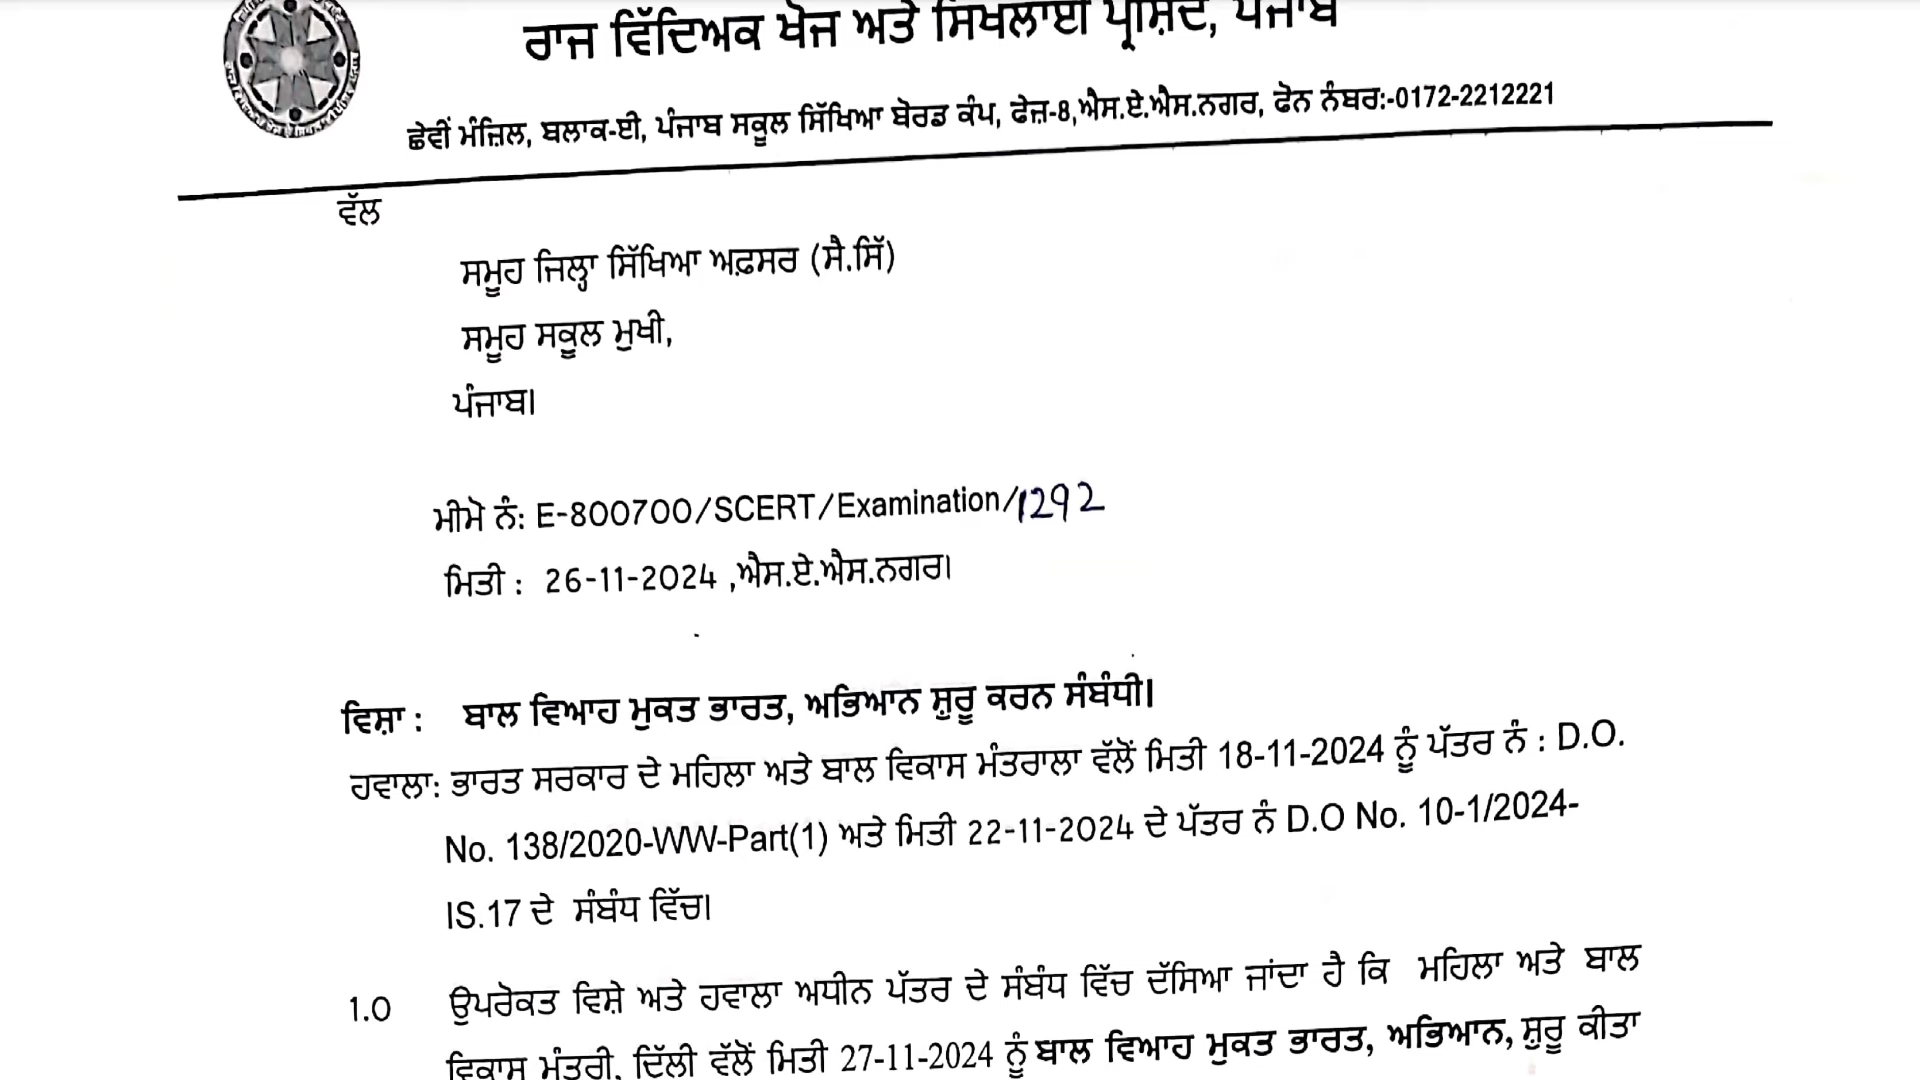 ਰਾਜ ਵਿੱਦਿਅਕ ਖੋਜ ਅਤੇ ਸਿਖਲਾਈ ਪ੍ਰੀਸ਼ਦ, ਪੰਜਾਬ
ਛੇਵੀਂ ਮੰਜ਼ਿਲ, ਬਲਾਕ-ਈ, ਪੰਜਾਬ ਸਕੂਲ ਸਿੱਖਿਆ ਬੋਰਡ ਕੰਪ, ਫੇਜ਼-8,ਐਸ.ਏ.ਐਸ.ਨਗਰ, ਫੋਨ ਨੰਬਰ:-0172-2212221
ਵੱਲ
ਸਮੂਹ ਜਿਲ੍ਹਾ ਸਿੱਖਿਆ ਅਫ਼ਸਰ (ਸੈ.ਸਿੱ)
ਸਮੂਹ ਸਕੂਲ ਮੁਖੀ,
ਪੰਜਾਬ।
ਮੀਮੋ ਨੰ: E-800700/SCERT/Examination/1292
ਮਿਤੀ : 26-11-2024 ,ਐਸ.ਏ.ਐਸ.ਨਗਰ।
ਵਿਸ਼ਾ : ਬਾਲ ਵਿਆਹ ਮੁਕਤ ਭਾਰਤ, ਅਭਿਆਨ ਸ਼ੁਰੂ ਕਰਨ ਸੰਬੰਧੀ।
ਹਵਾਲਾ: ਭਾਰਤ ਸਰਕਾਰ ਦੇ ਮਹਿਲਾ ਅਤੇ ਬਾਲ ਵਿਕਾਸ ਮੰਤਰਾਲਾ ਵੱਲੋਂ ਮਿਤੀ 18-11-2024 ਨੂੰ ਪੱਤਰ ਨੰ : D.O.
No. 138/2020-WW-Part(1) ਅਤੇ ਮਿਤੀ 22-11-2024 ਦੇ ਪੱਤਰ ਨੰ D.O No. 10-1/2024-
IS.17 ਦੇ ਸੰਬੰਧ ਵਿੱਚ।
1.0 ਉਪਰੋਕਤ ਵਿਸ਼ੇ ਅਤੇ ਹਵਾਲਾ ਅਧੀਨ ਪੱਤਰ ਦੇ ਸੰਬੰਧ ਵਿੱਚ ਦੱਸਿਆ ਜਾਂਦਾ ਹੈ ਕਿ ਮਹਿਲਾ ਅਤੇ ਬਾਲ
ਵਿਕਾਸ ਮੰਤਰੀ, ਦਿੱਲੀ ਵੱਲੋਂ ਮਿਤੀ 27-11-2024 ਨੂੰ ਬਾਲ ਵਿਆਹ ਮੁਕਤ ਭਾਰਤ, ਅਭਿਆਨ, ਸ਼ੁਰੂ ਕੀਤਾ